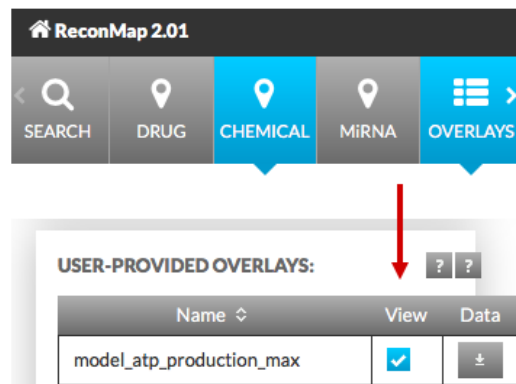 ReconMap 2.01
SEARCH DRUG CHEMICAL MiRNA OVERLAYS
USER-PROVIDED OVERLAYS: ? ?
Name View Data
model_atp_production_max